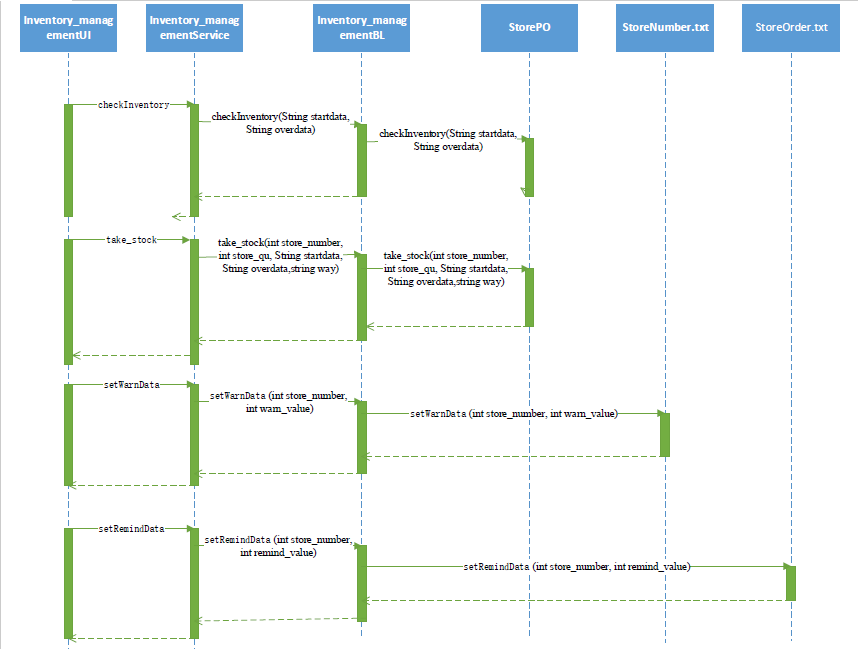 Inventory_manag
ementUI
Inventory_manag
ementService
Inventory_manag
ementBL
StorePO
StoreNumber.txt
StoreOrder.txt
checkInventory
checkInventory(String startdata,
String overdata)
checkInventory(String startdata,
String overdata)
take_stock
take_stock(int store_number,
int store_qu, String startdata,
String overdata,string way)
take_stock(int store_number,
int store_qu, String startdata,
String overdata,string way)
setWarnData
setWarnData (int store_number,
int warn_value)
setWarnData (int store_number, int warn_value)
setRemindData
setRemindData (int store_number,
int remind_value)
setRemindData (int store_number, int remind_value)